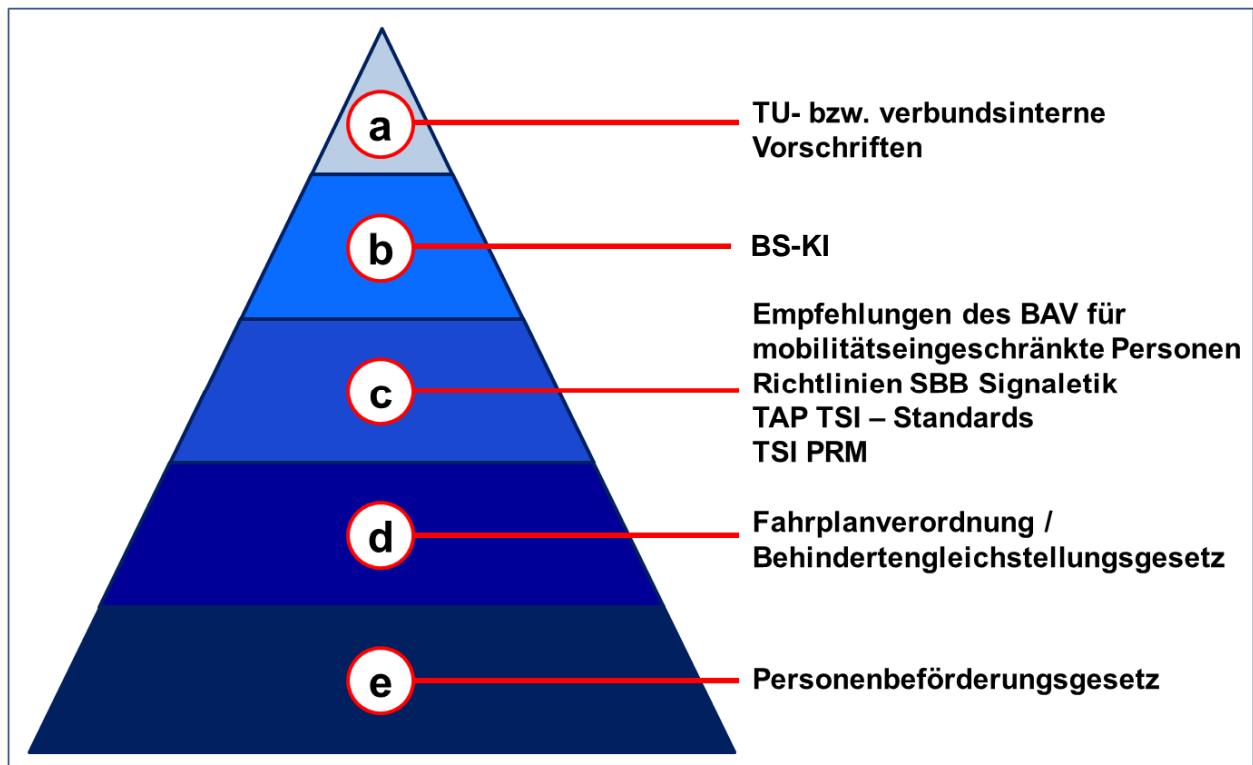 a
TU- bzw. verbundsinterne
Vorschriften
b
BS-KI
c
Empfehlungen des BAV für
mobilitätseingeschränkte Personen
Richtlinien SBB Signaletik
TAP TSI – Standards
TSI PRM
d
Fahrplanverordnung /
Behindertengleichstellungsgesetz
e
Personenbeförderungsgesetz